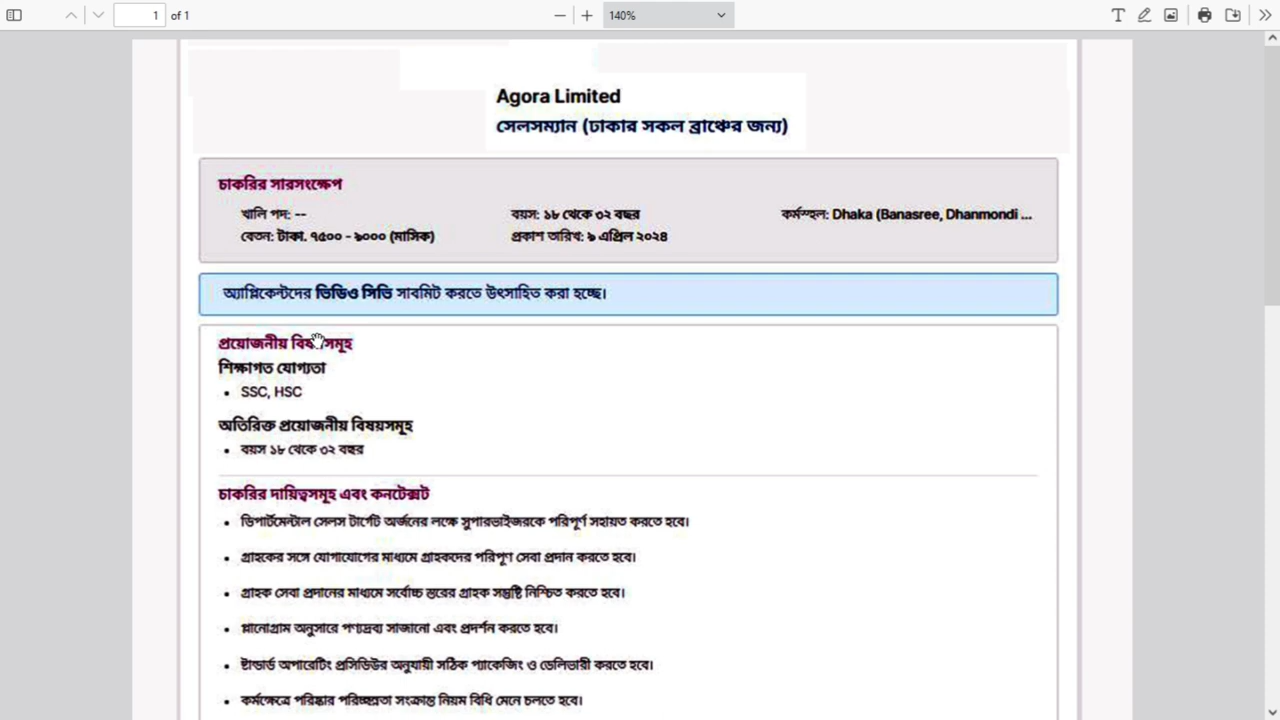 1 of 1
140%
Agora Limited
সেলসম্যান (ঢাকার সকল ব্রাঞ্চের জন্য)
চাকরির সারসংক্ষেপ
খালি পদ: -- বয়স: ১৮ থেকে ৩২ বছর কর্মস্থল: Dhaka (Banasree, Dhanmondi ...
বেতন: টাকা. ৭৫০০ - ৯০০০ (মাসিক) প্রকাশ তারিখ: ৯ এপ্রিল ২০২৪
অ্যাপ্লিকেন্টদের ভিডিও সিভি সাবমিট করতে উৎসাহিত করা হচ্ছে।
প্রয়োজনীয় বিষয়সমূহ
শিক্ষাগত যোগ্যতা
• SSC, HSC
অতিরিক্ত প্রয়োজনীয় বিষয়সমূহ
• বয়স ১৮ থেকে ৩২ বছর
চাকরির দায়িত্বসমূহ এবং কনটেক্সট
• ডিপার্টমেন্টাল সেলস টার্গেট অর্জনের লক্ষে সুপারভাইজরকে পরিপূর্ণ সহায়ত করতে হবে।
• গ্রাহকের সঙ্গে যোগাযোগের মাধ্যমে গ্রাহকদের পরিপূণ সেবা প্রদান করতে হবে।
• গ্রাহক সেবা প্রদানের মাধ্যমে সর্বোচ্চ স্তরের গ্রাহক সন্তুষ্টি নিশ্চিত করতে হবে।
• প্লানোগ্রাম অনুসারে পণ্যদ্রব্য সাজানো এবং প্রদর্শন করতে হবে।
• ষ্টান্ডার্ড অপারেটিং প্রসিডিউর অনুযায়ী সঠিক প্যাকেজিং ও ডেলিভারী করতে হবে।
• কর্মক্ষেত্রে পরিষ্কার পরিচ্ছন্নতা সংক্রান্ত নিয়ম বিধি মেনে চলতে হবে।